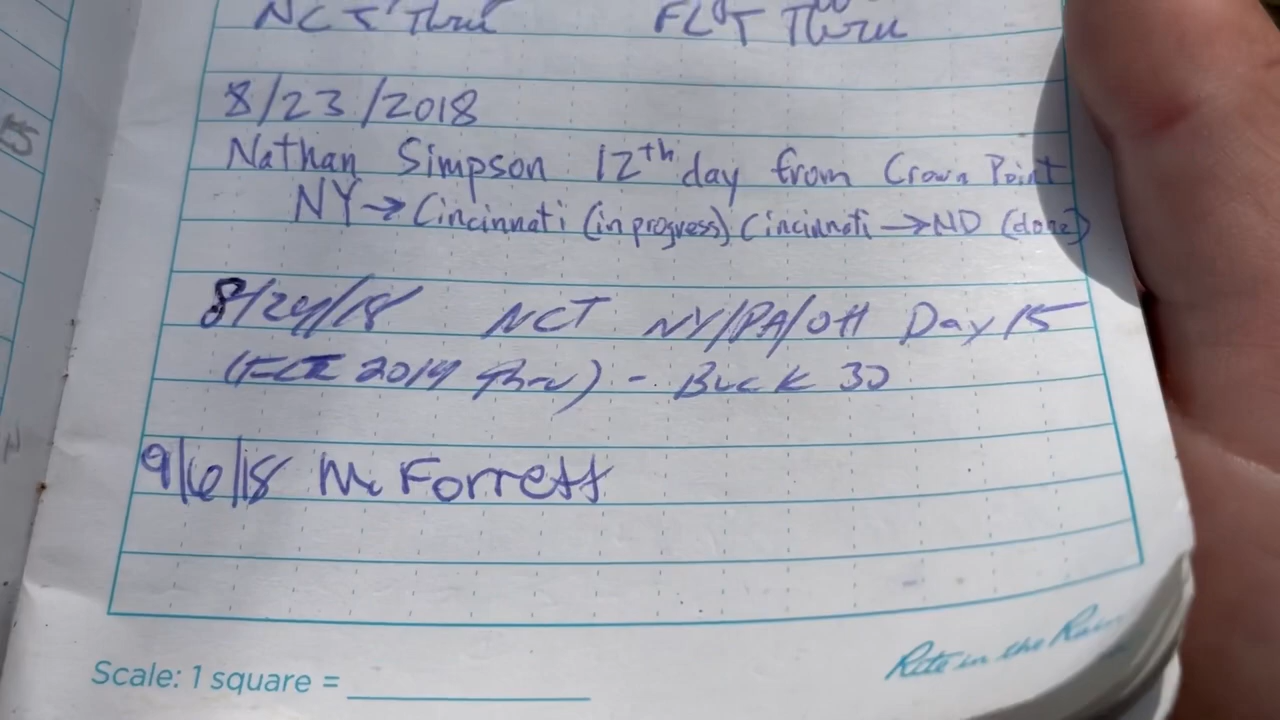 NCT Thru FLT Thru
8/23/2018
Nathan Simpson 12th day from Crown Point
NY→Cincinnati (in progress) Cincinnati →ND (done)
8/24/18 NCT NY/PA/OH Day 15
2019 Thru) - Buck 30
9/6/18 Forrest
Scale: 1 square =
Rite in the Rain